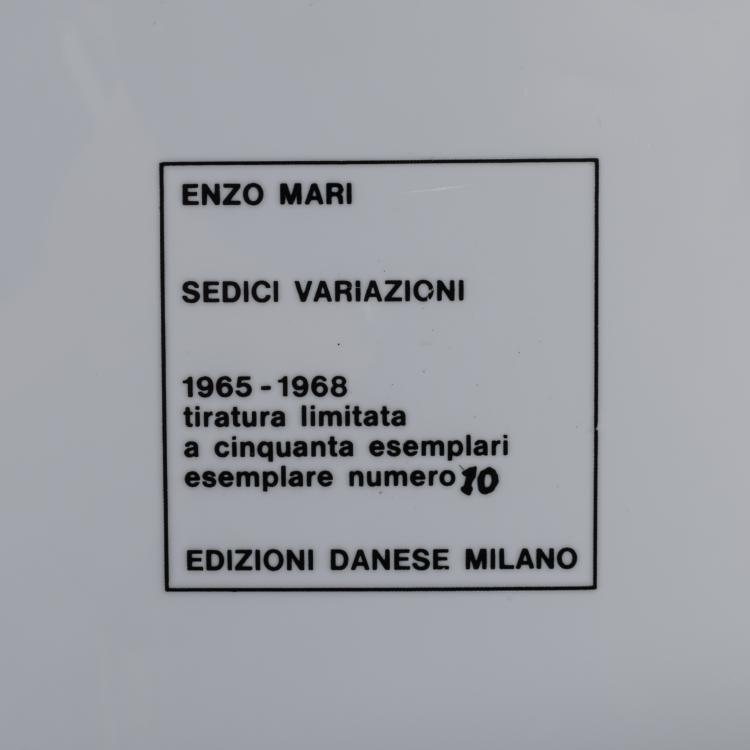 ENZO MARI
SEDICI VARIAZIONI
1965 - 1968
tiratura limitata
a cinquanta esemplari
esemplare numero 10
EDIZIONI DANESE MILANO